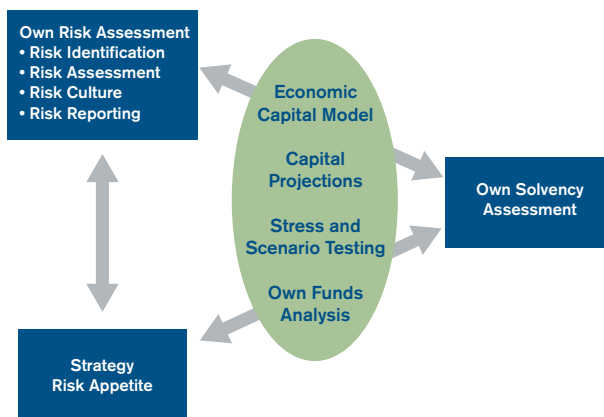 Own Risk Assessment
• Risk Identification
• Risk Assessment
• Risk Culture
• Risk Reporting
Economic
Capital Model
Capital
Projections
Stress and
Scenario Testing
Own Funds
Analysis
Own Solvency
Assessment
Strategy
Risk Appetite